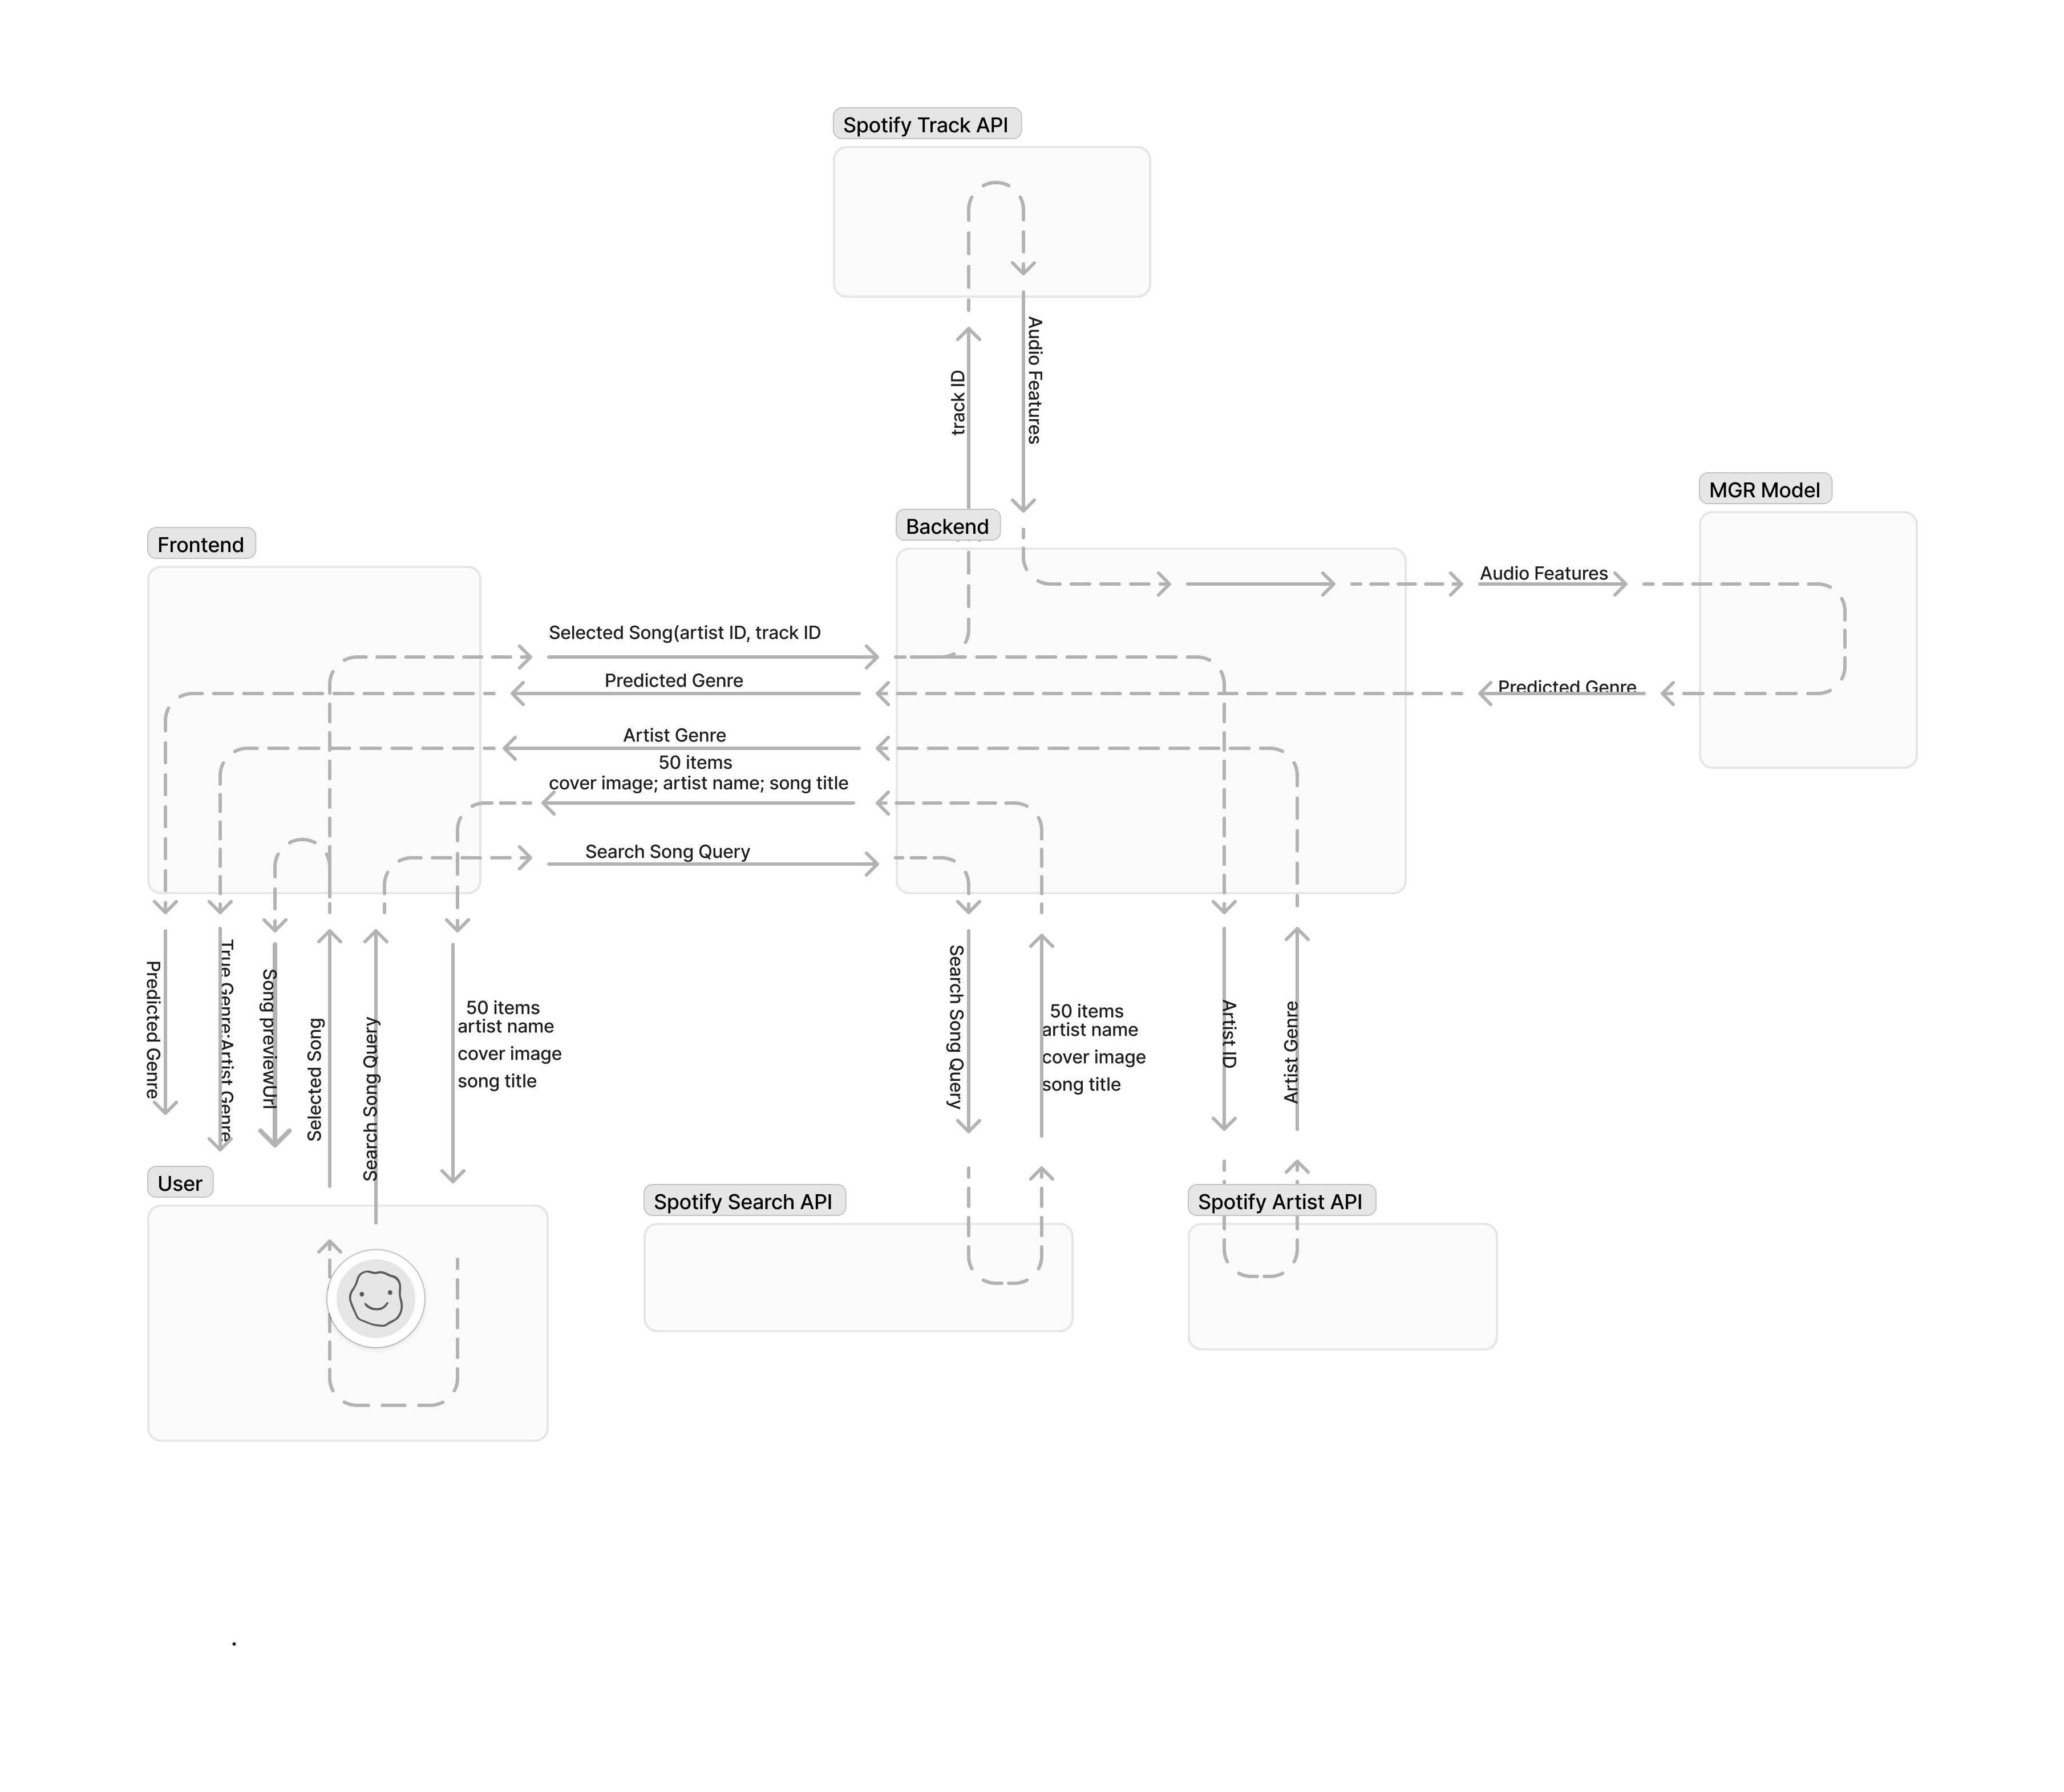 Spotify Track API
track ID
Audio Features
MGR Model
Backend
Frontend
Audio Features
Selected Song(artist ID, track ID
Predicted Genre
Predicted Genre
Artist Genre
50 items
cover image; artist name; song title
Search Song Query
Predicted Genre
True Genre:Artist Genre
Song previewUrl
Selected Song
Search Song Query
50 items
artist name
cover image
song title
Search Song Query
50 items
artist name
cover image
song title
Artist ID
Artist Genre
User
Spotify Search API
Spotify Artist API
.